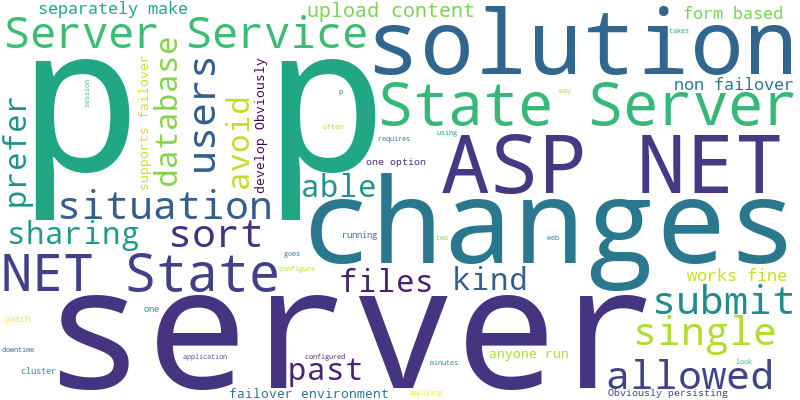 separately make
upload content
form based
Server Service
solution
takes
p p
non failover
session
supports failover
database
users
avoid
develop Obviously
p
way
State Server
prefer
often
requires
using
one option
ASP NET
able
situation
changes
sharing
sort
running
two
web
goes
NET State
configure
files
kind
works fine
server
submit
one
patch
single
downtime
application
configured
minutes
anyone run
look
cluster
past
allowed
failover environment
applying
Obviously persisting